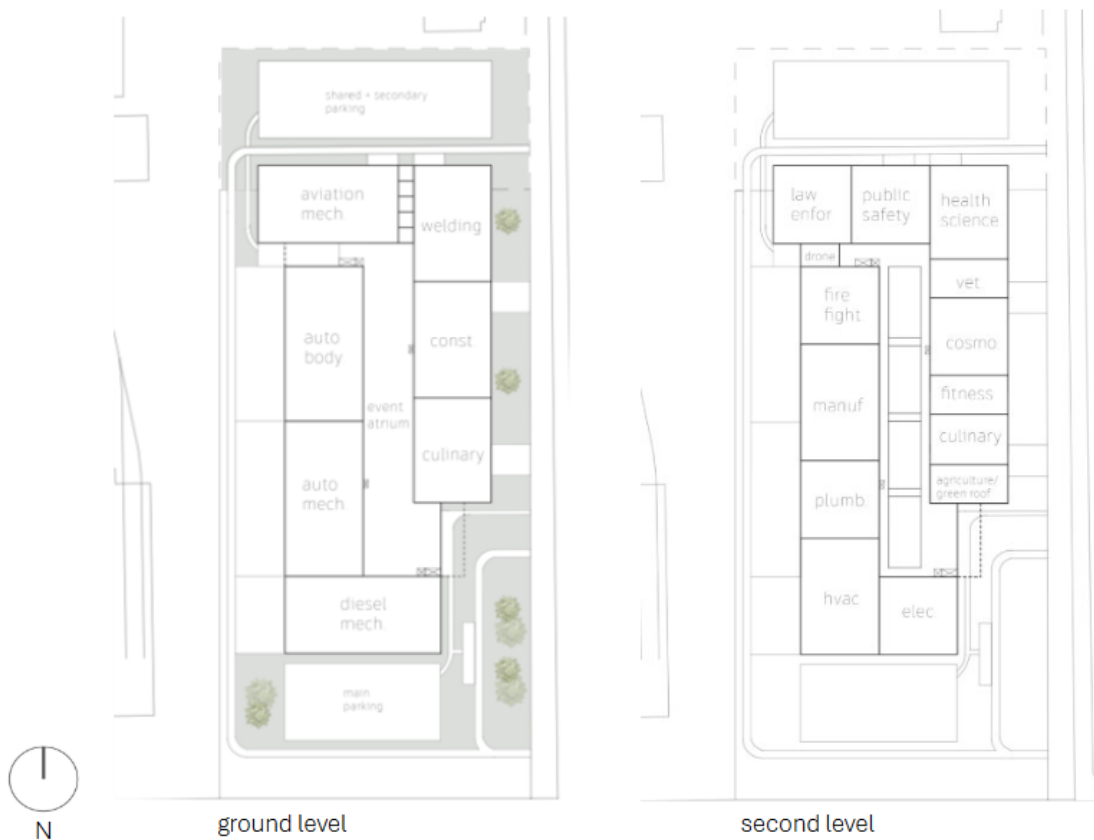 shared + secondary
parking
aviation
mech.
welding
auto
body
const.
event
atrium
auto
mech.
culinary
diesel
mech.
main
parking
N
ground level
law
enfor
public
safety
health
science
drone
vet.
fire
fight
cosmo
manuf
fitness
culinary
plumb
agriculture/
green roof
hvac
elec.
second level